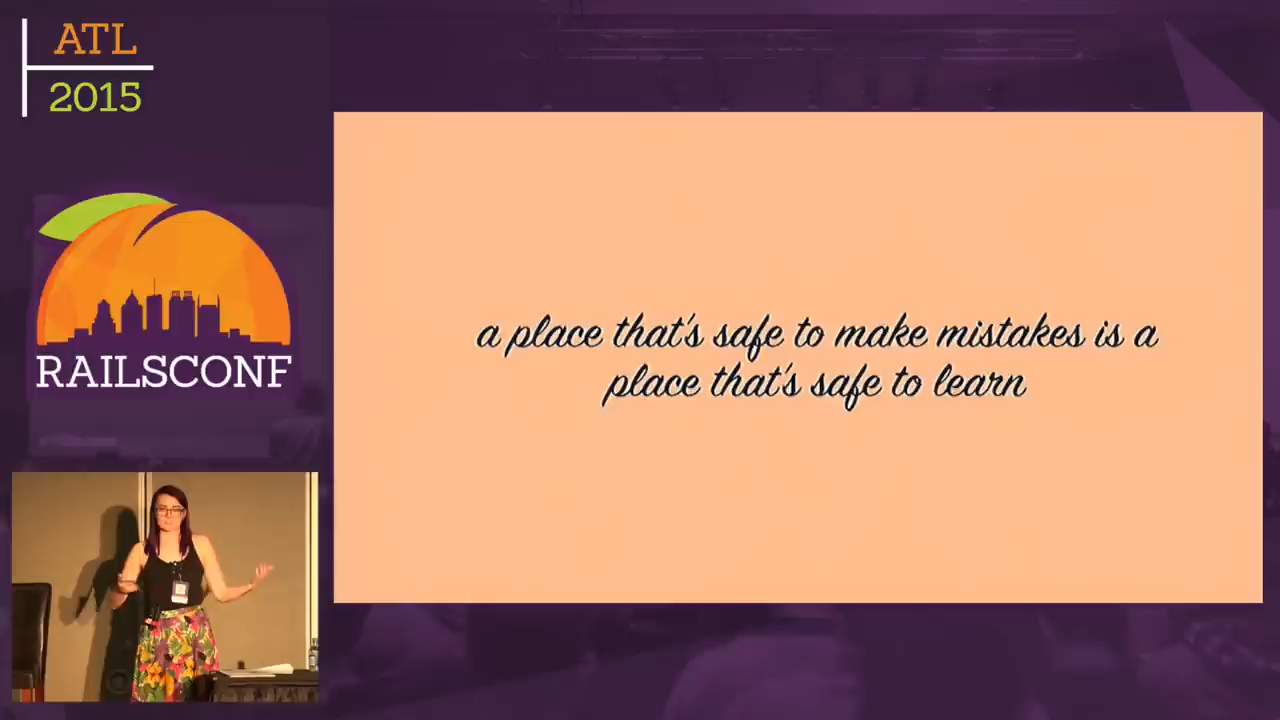 ATL
2015
RAILSCONF
a place that's safe to make mistakes is a
place that's safe to learn